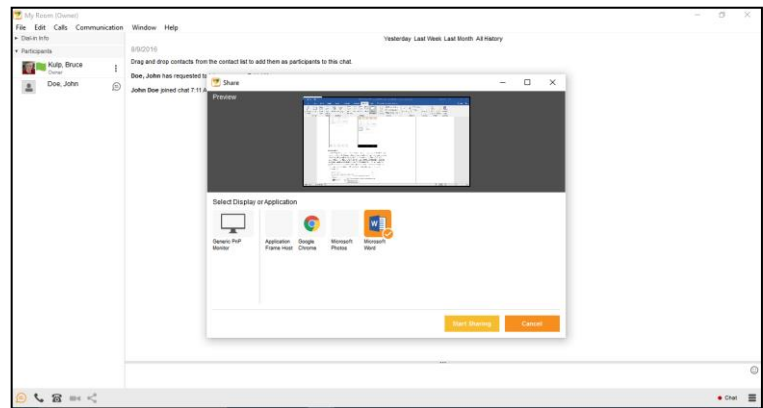 My Room (Owner)
File Edit Calls Communication Window Help
Dial-in Info
Yesterday Last Week Last Month All History
Participants
8/9/2016
Kulp, Bruce
Owner
Drag and drop contacts from the contact list to add them as participants to this chat.
Doe, John
Doe, John has requested to
John Doe joined chat 7:11 A
Share
Preview
Select Display or Application
Generic PnP Monitor
Application Frame Host
Google Chrome
Microsoft Photos
Microsoft Word
Start Sharing
Cancel
Chat